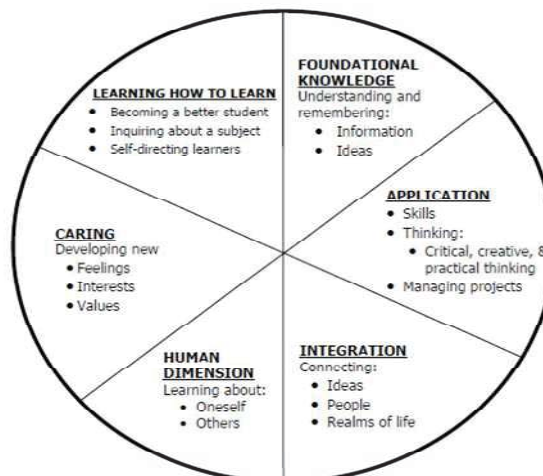 LEARNING HOW TO LEARN
• Becoming a better student
• Inquiring about a subject
• Self-directing learners
FOUNDATIONAL
KNOWLEDGE
Understanding and
remembering:
• Information
• Ideas
APPLICATION
• Skills
• Thinking:
• Critical, creative, &
practical thinking
• Managing projects
CARING
Developing new
• Feelings
• Interests
• Values
HUMAN
DIMENSION
Learning about:
• Oneself
• Others
INTEGRATION
Connecting:
• Ideas
• People
• Realms of life